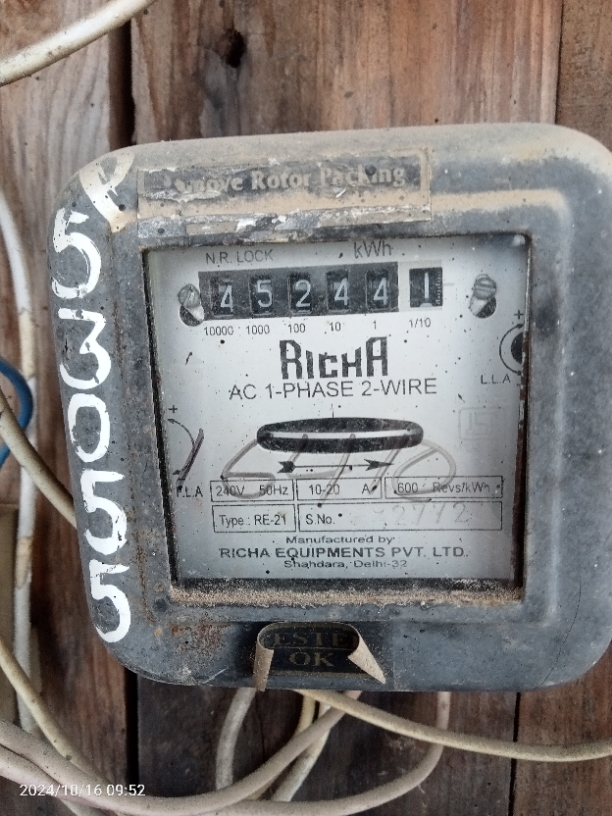 Remove Rotor Packing
530555
N.R. LOCK kWh
4 5 2 4 4 1
10000 1000 100 10 1 1/10
RICHA
AC 1-PHASE 2-WIRE
+
L.L.A
+
F.L.A
240V 50Hz 10-20 A 600 Revs/kWh
Type : RE-21 S.No. 2772
Manufactured by
RICHA EQUIPMENTS PVT. LTD.
Shahdara, Delhi-32
OK
2024/10/16 09:52